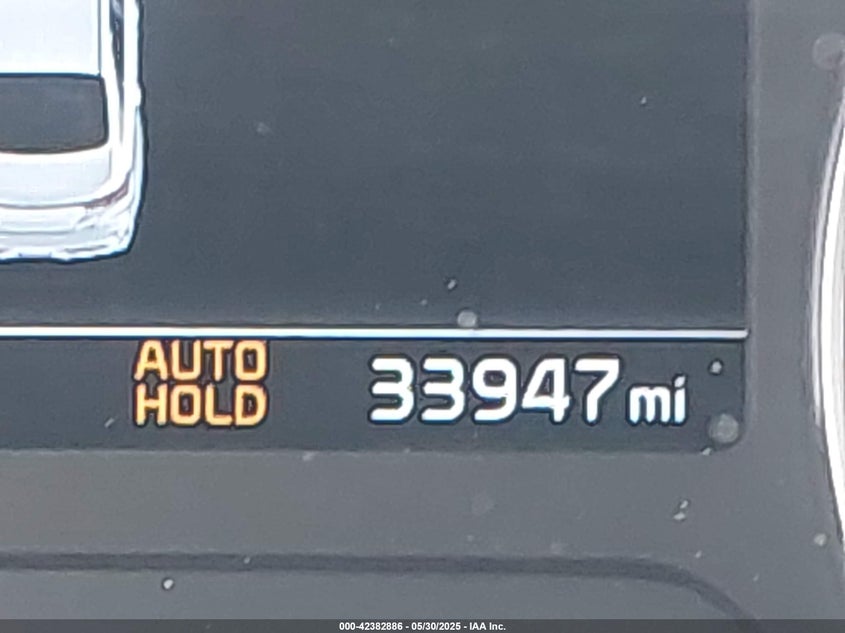 AUTO
HOLD
33947 mi
000-42382886 - 05/30/2025 - IAA Inc.